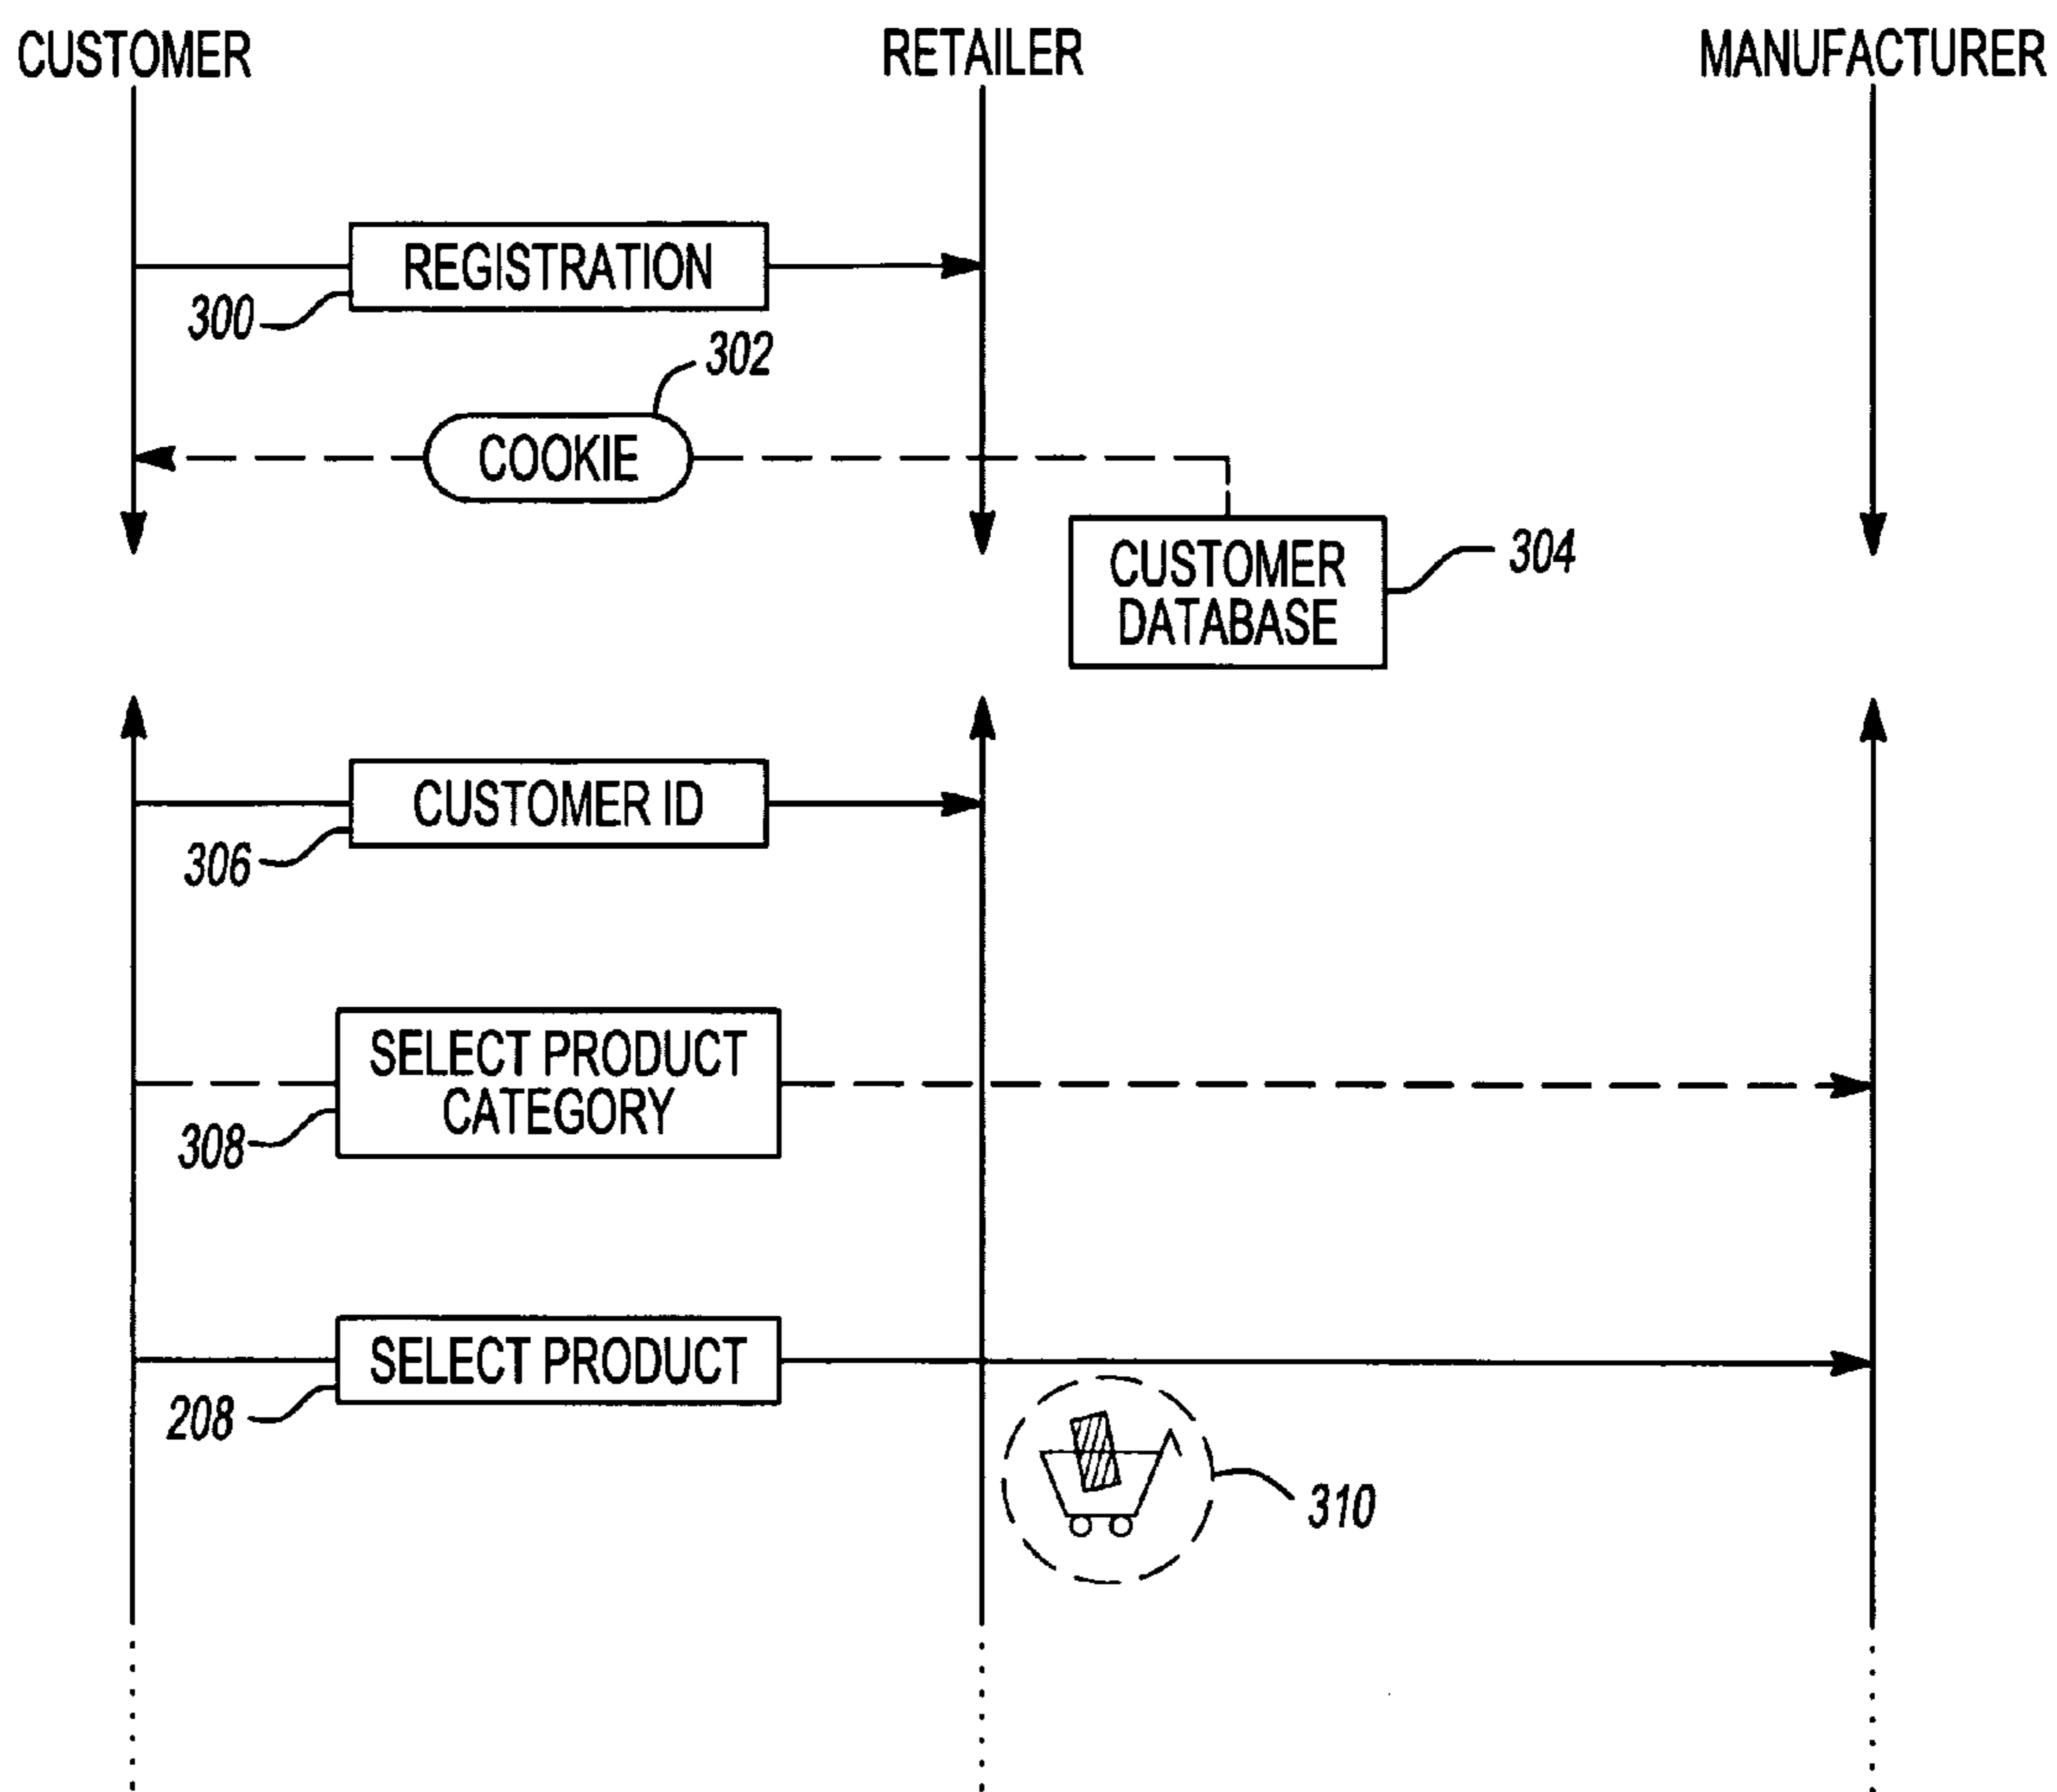 CUSTOMER
RETAILER
MANUFACTURER
REGISTRATION
300
302
COOKIE
CUSTOMER
DATABASE
304
CUSTOMER ID
306
SELECT PRODUCT
CATEGORY
308
SELECT PRODUCT
208
310